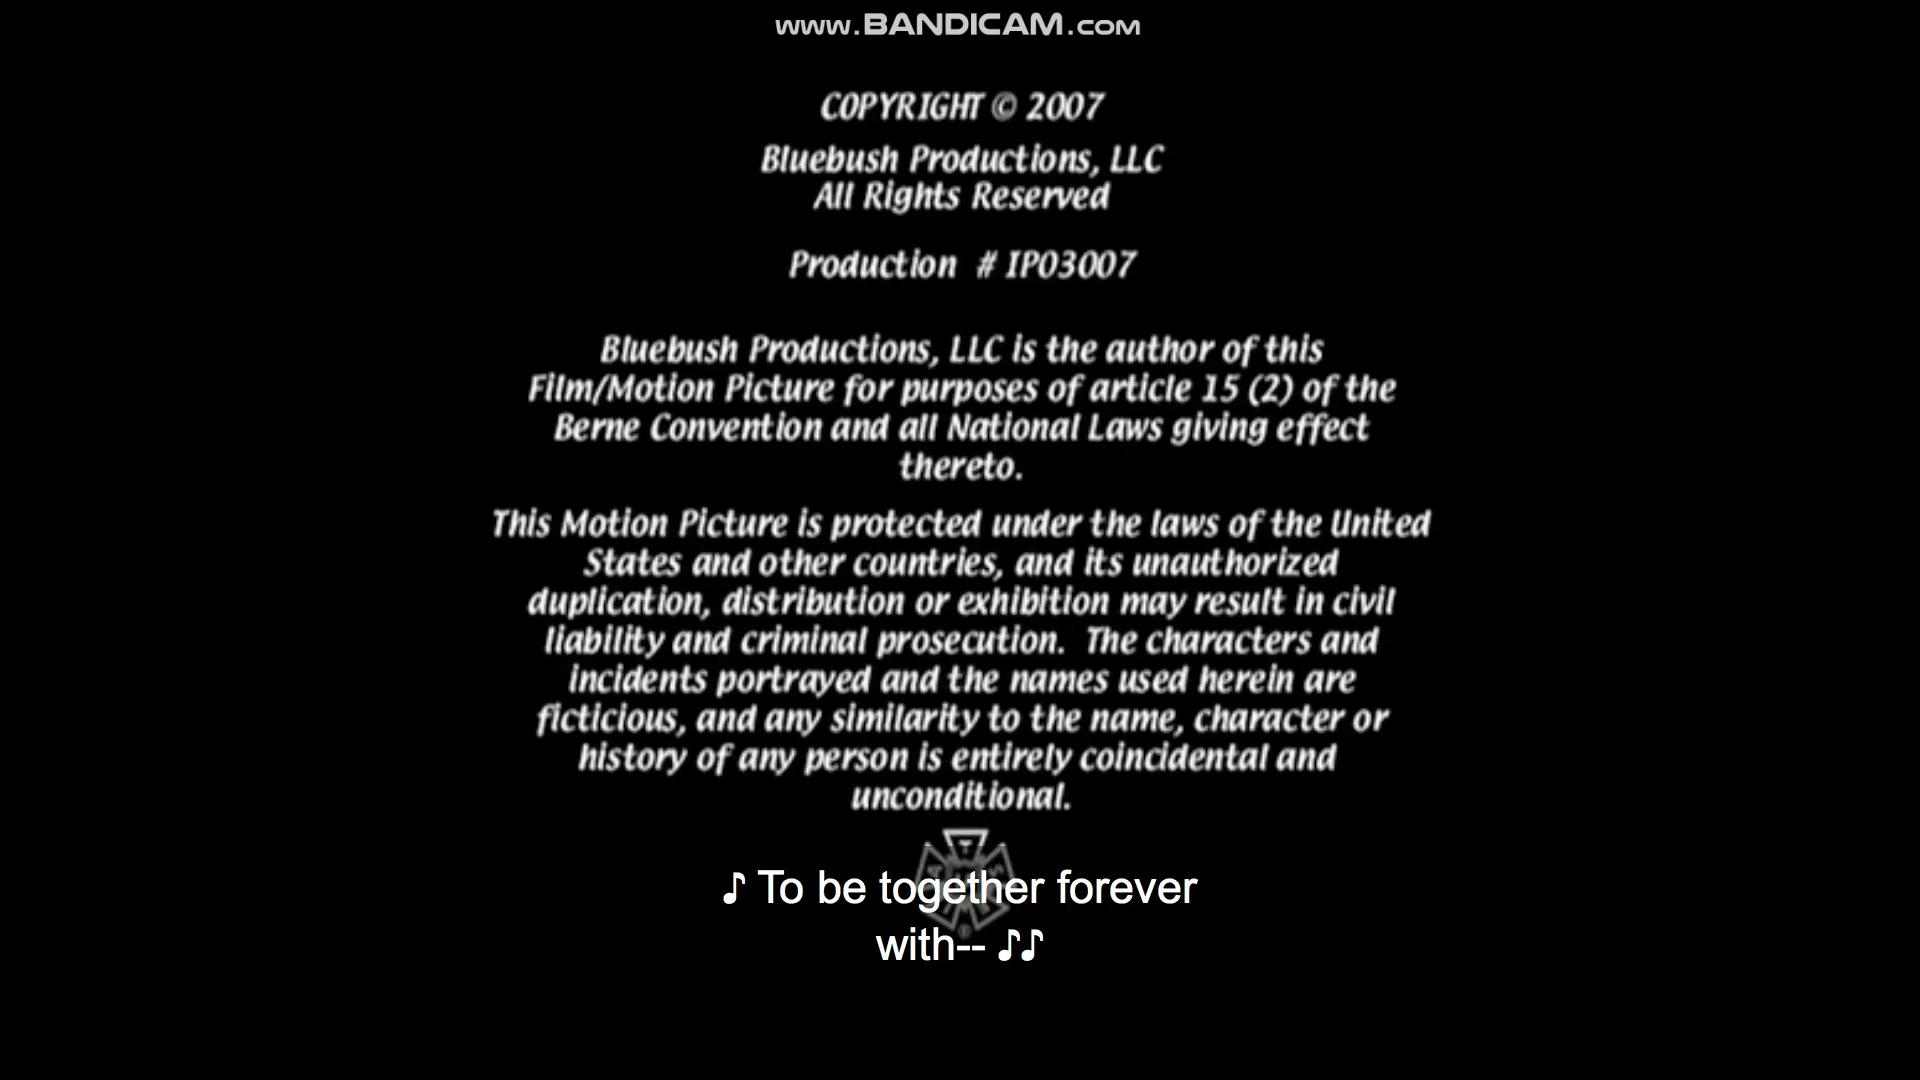 www.BANDICAM.com
COPYRIGHT © 2007
Bluebush Productions, LLC
All Rights Reserved
Production # IP03007
Bluebush Productions, LLC is the author of this
Film/Motion Picture for purposes of article 15 (2) of the
Berne Convention and all National Laws giving effect
thereto.
This Motion Picture is protected under the laws of the United
States and other countries, and its unauthorized
duplication, distribution or exhibition may result in civil
liability and criminal prosecution. The characters and
incidents portrayed and the names used herein are
ficticious, and any similarity to the name, character or
history of any person is entirely coincidental and
unconditional.
♪ To be together forever
with-- ♪♪